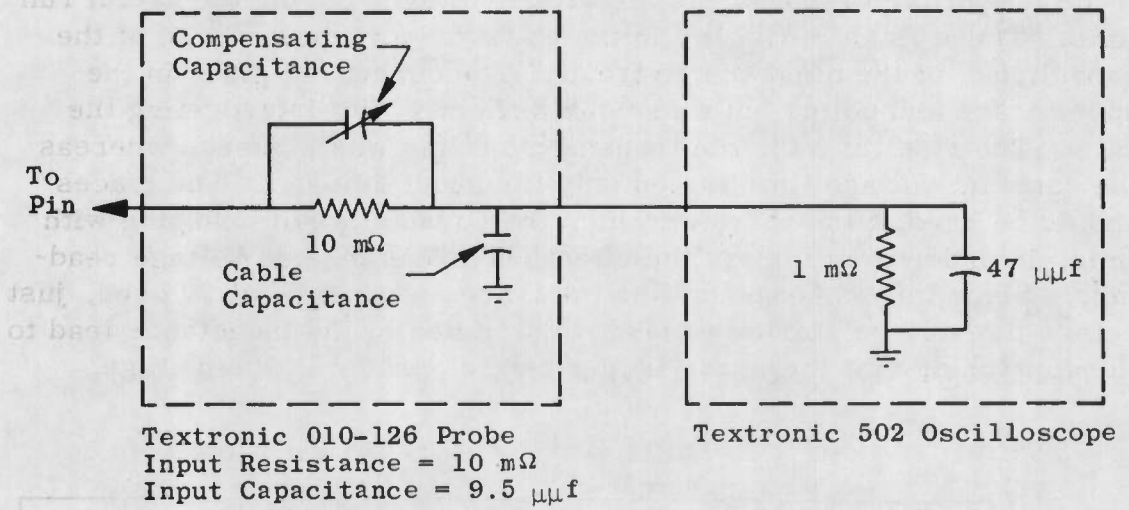 Compensating
Capacitance
To
Pin
10 mΩ
Cable
Capacitance
1 mΩ
47 μμf
Textronic 010-126 Probe
Input Resistance = 10 mΩ
Input Capacitance = 9.5 μμf
Textronic 502 Oscilloscope